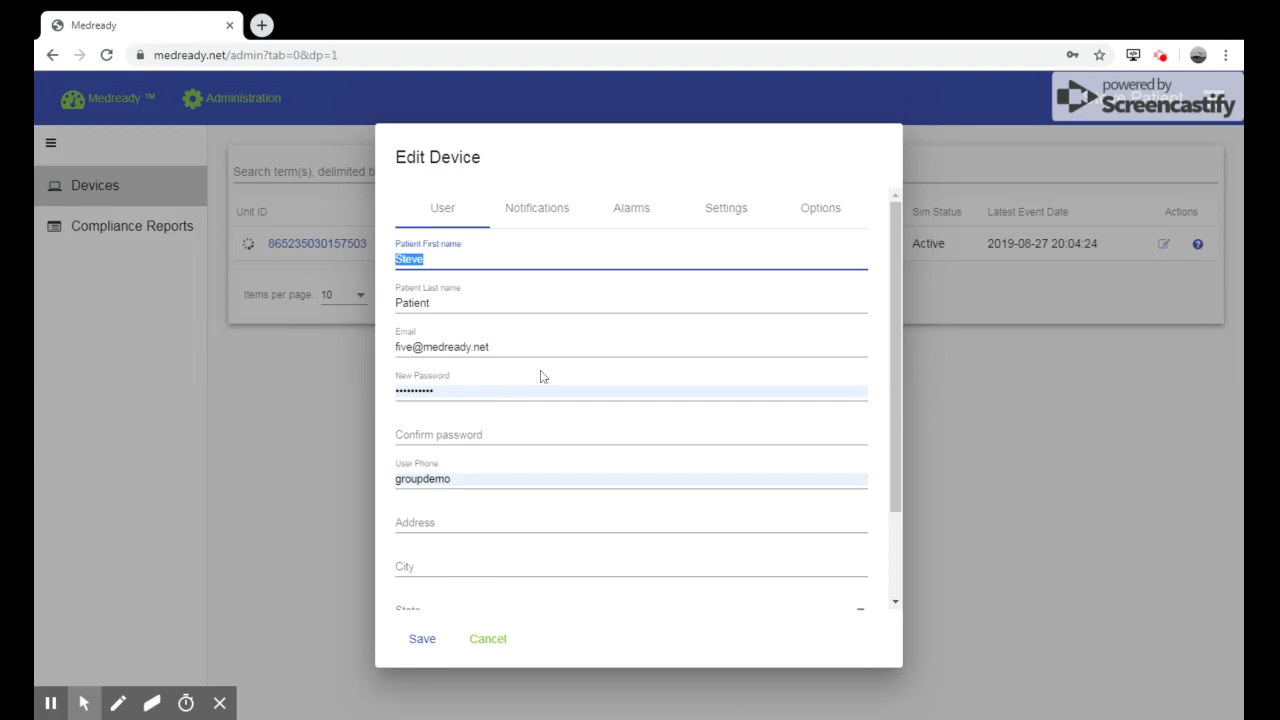 Medready
medready.net/admin?tab=0&dp=1
Medready ™
Administration
powered by
Screencastify
Devices
Compliance Reports
Search term(s), delimited b
Unit ID
Sim Status
Latest Event Date
Actions
865235030157503
Active
2019-08-27 20:04:24
Items per page:
10
Edit Device
User
Notifications
Alarms
Settings
Options
Patient First name
Steve
Patient Last name
Patient
Email
five@medready.net
New Password
••••••••••
Confirm password
User Phone
groupdemo
Address
City
State
Save
Cancel